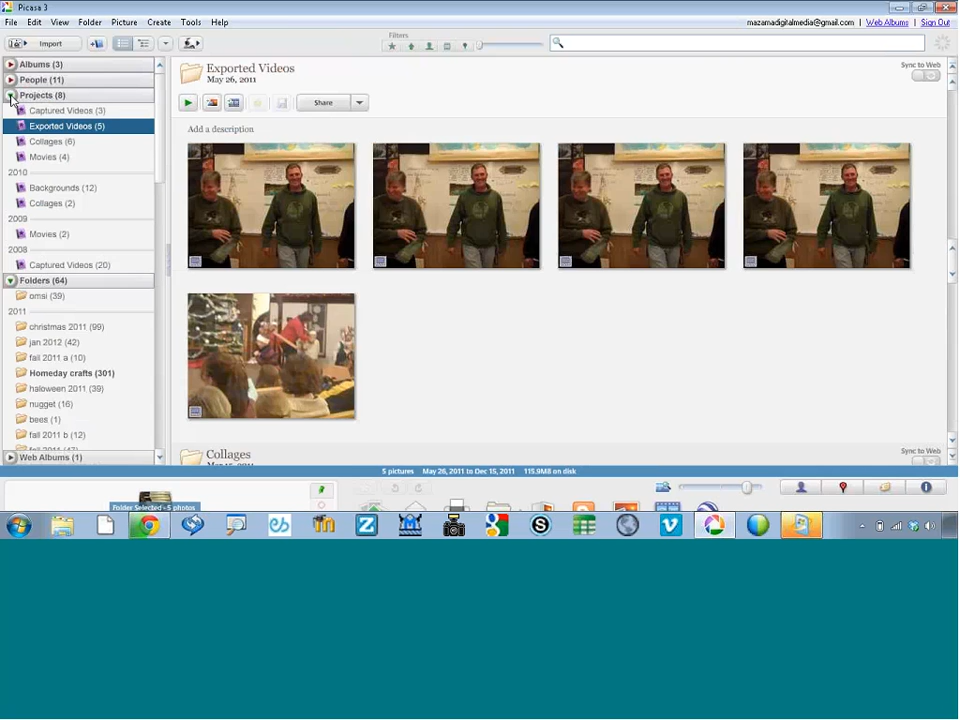 Picasa 3
File Edit View Folder Picture Create Tools Help
mazamadigitalmedia@gmail.com | Web Albums | Sign Out
Import
Filters
Albums (3)
People (11)
Projects (8)
Captured Videos (3)
Exported Videos (5)
Collages (6)
Movies (4)
2010
Backgrounds (12)
Collages (2)
2009
Movies (2)
2008
Captured Videos (20)
Folders (64)
omsi (39)
2011
christmas 2011 (99)
jan 2012 (42)
fall 2011 a (10)
Homeday crafts (301)
haloween 2011 (39)
nugget (16)
bees (1)
fall 2011 b (12)
Web Albums (1)
Exported Videos
May 26, 2011
Sync to Web
Share
Add a description
Collages
Sync to Web
5 pictures May 26, 2011 to Dec 15, 2011 115.9MB on disk
Folder Selected - 5 photos